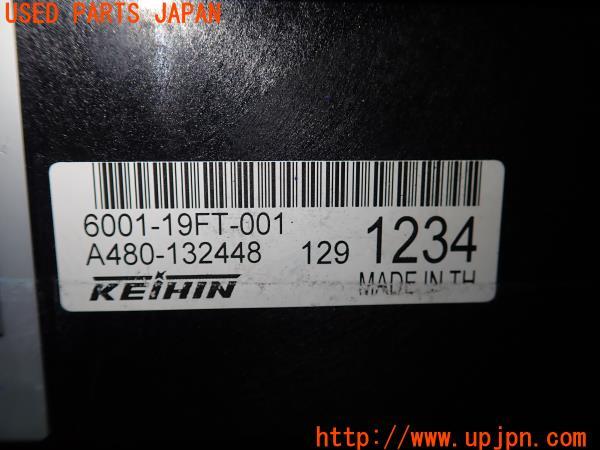 USED PARTS JAPAN
6001-19FT-001
A480-132448 129 1234
KEIHIN MADE IN TH
http://www.upjpn.com/